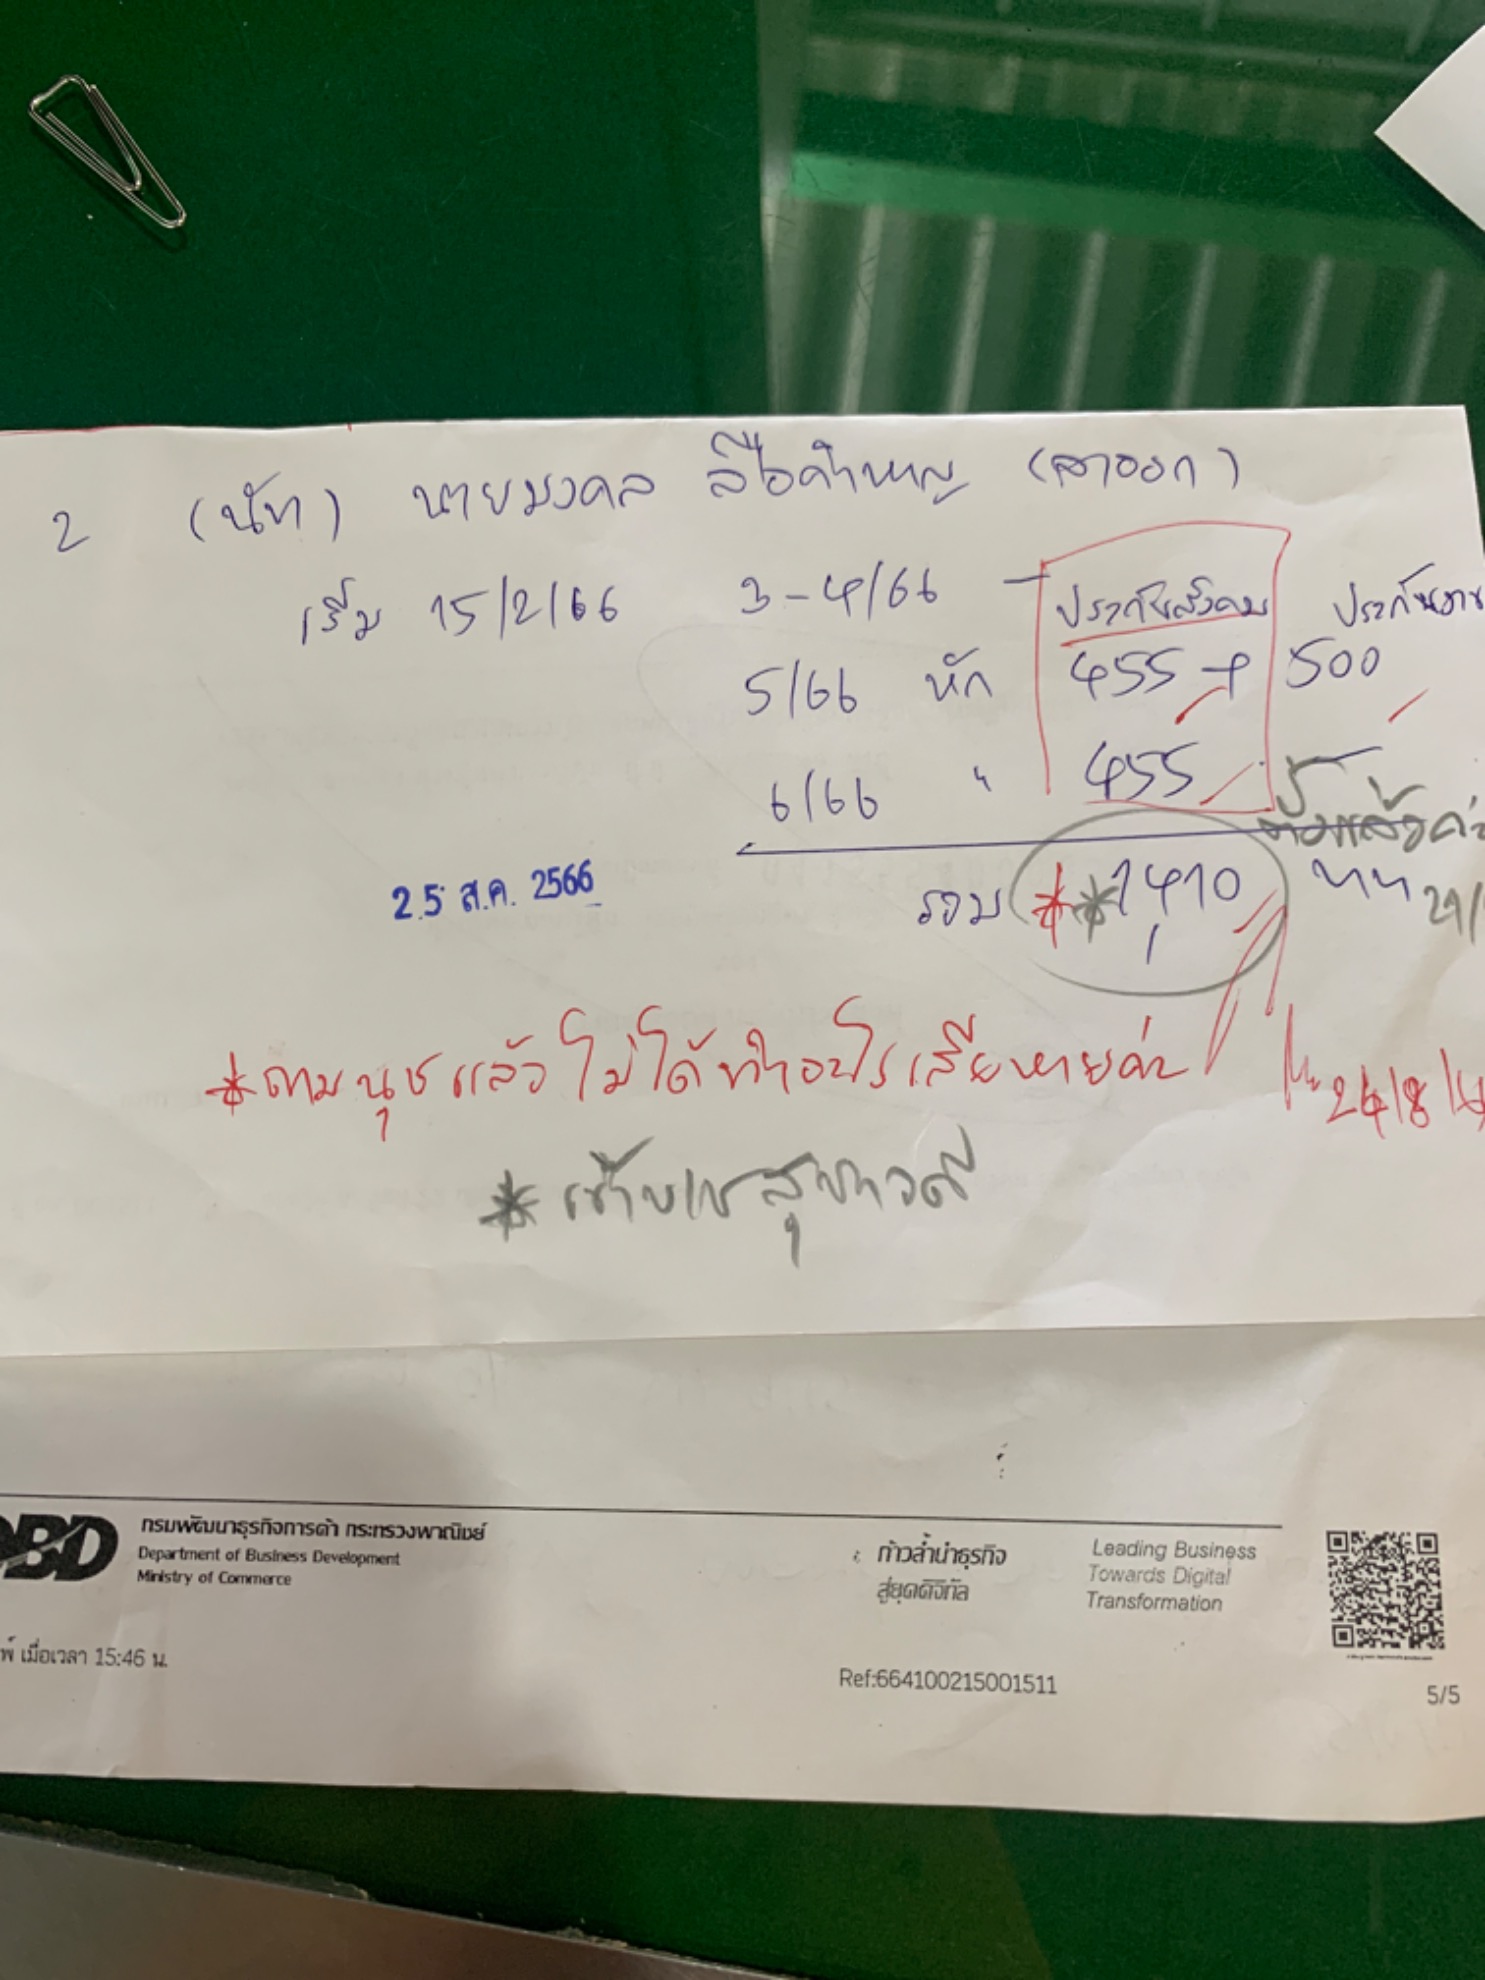 2 (นัท) นายมงคล ลือคำหาญ (ลาออก)
เริ่ม 15/2/66 3-4/66 - ประกันสังคม
5/66 หัก 455 + 500
6/66 " 455
25 ส.ค. 2566 รวม **1410
*ถามนุชแล้วไม่ได้ทำอะไรเสียหายค่ะ 24/8/
*เข้าบ/ช สุชาวดี
กรมพัฒนาธุรกิจการค้า กระทรวงพาณิชย์
Department of Business Development
Ministry of Commerce
ก้าวล้ำนำธุรกิจ
สู่ยุคดิจิทัล
Leading Business
Towards Digital
Transformation
พ์ เมื่อเวลา 15:46 น.
Ref:664100215001511
5/5